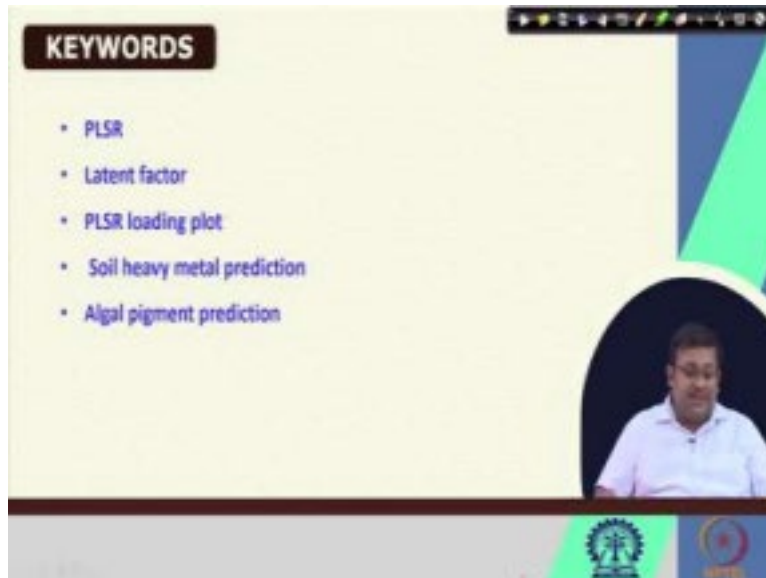 KEYWORDS
• PLSR
• Latent factor
• PLSR loading plot
• Soil heavy metal prediction
• Algal pigment prediction